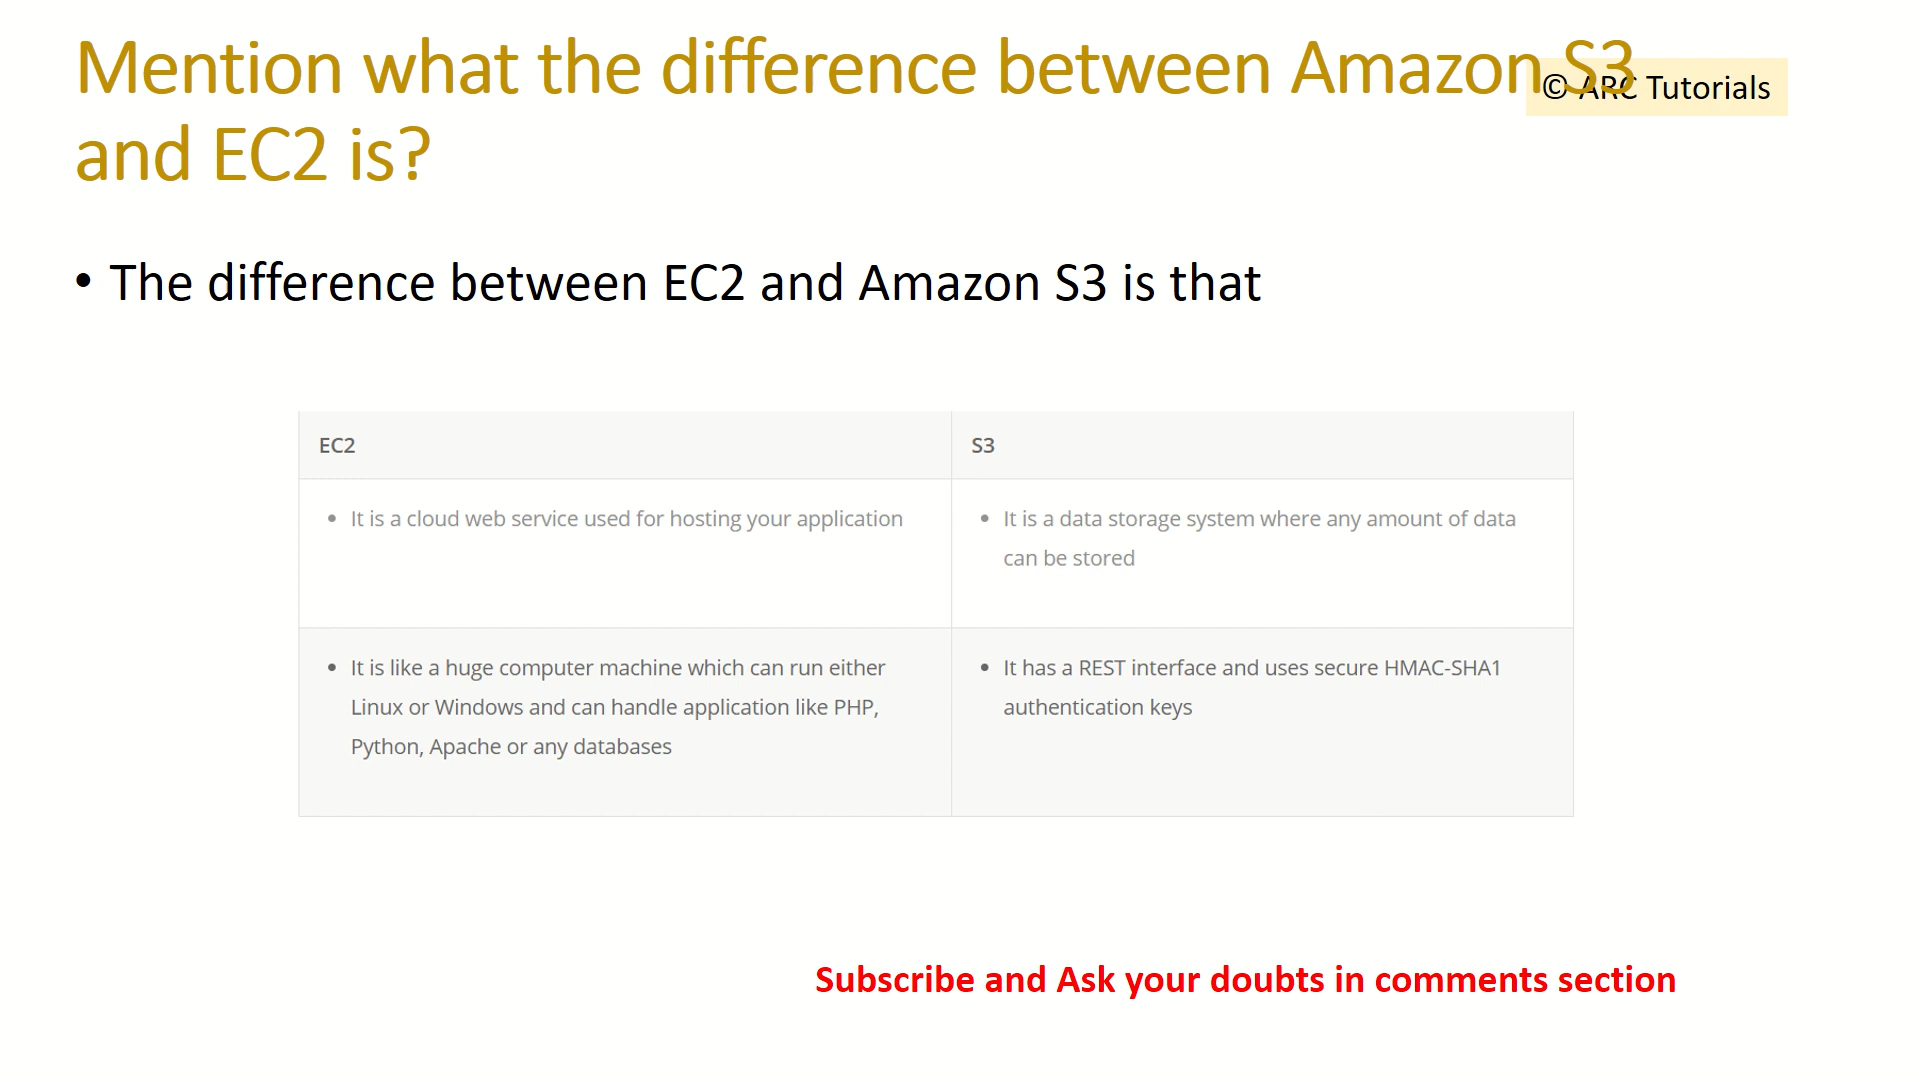 Mention what the difference between Amazon S3
© ARC Tutorials
and EC2 is?
• The difference between EC2 and Amazon S3 is that
EC2
S3
• It is a cloud web service used for hosting your application
• It is a data storage system where any amount of data
can be stored
• It is like a huge computer machine which can run either
Linux or Windows and can handle application like PHP,
Python, Apache or any databases
• It has a REST interface and uses secure HMAC-SHA1
authentication keys
Subscribe and Ask your doubts in comments section